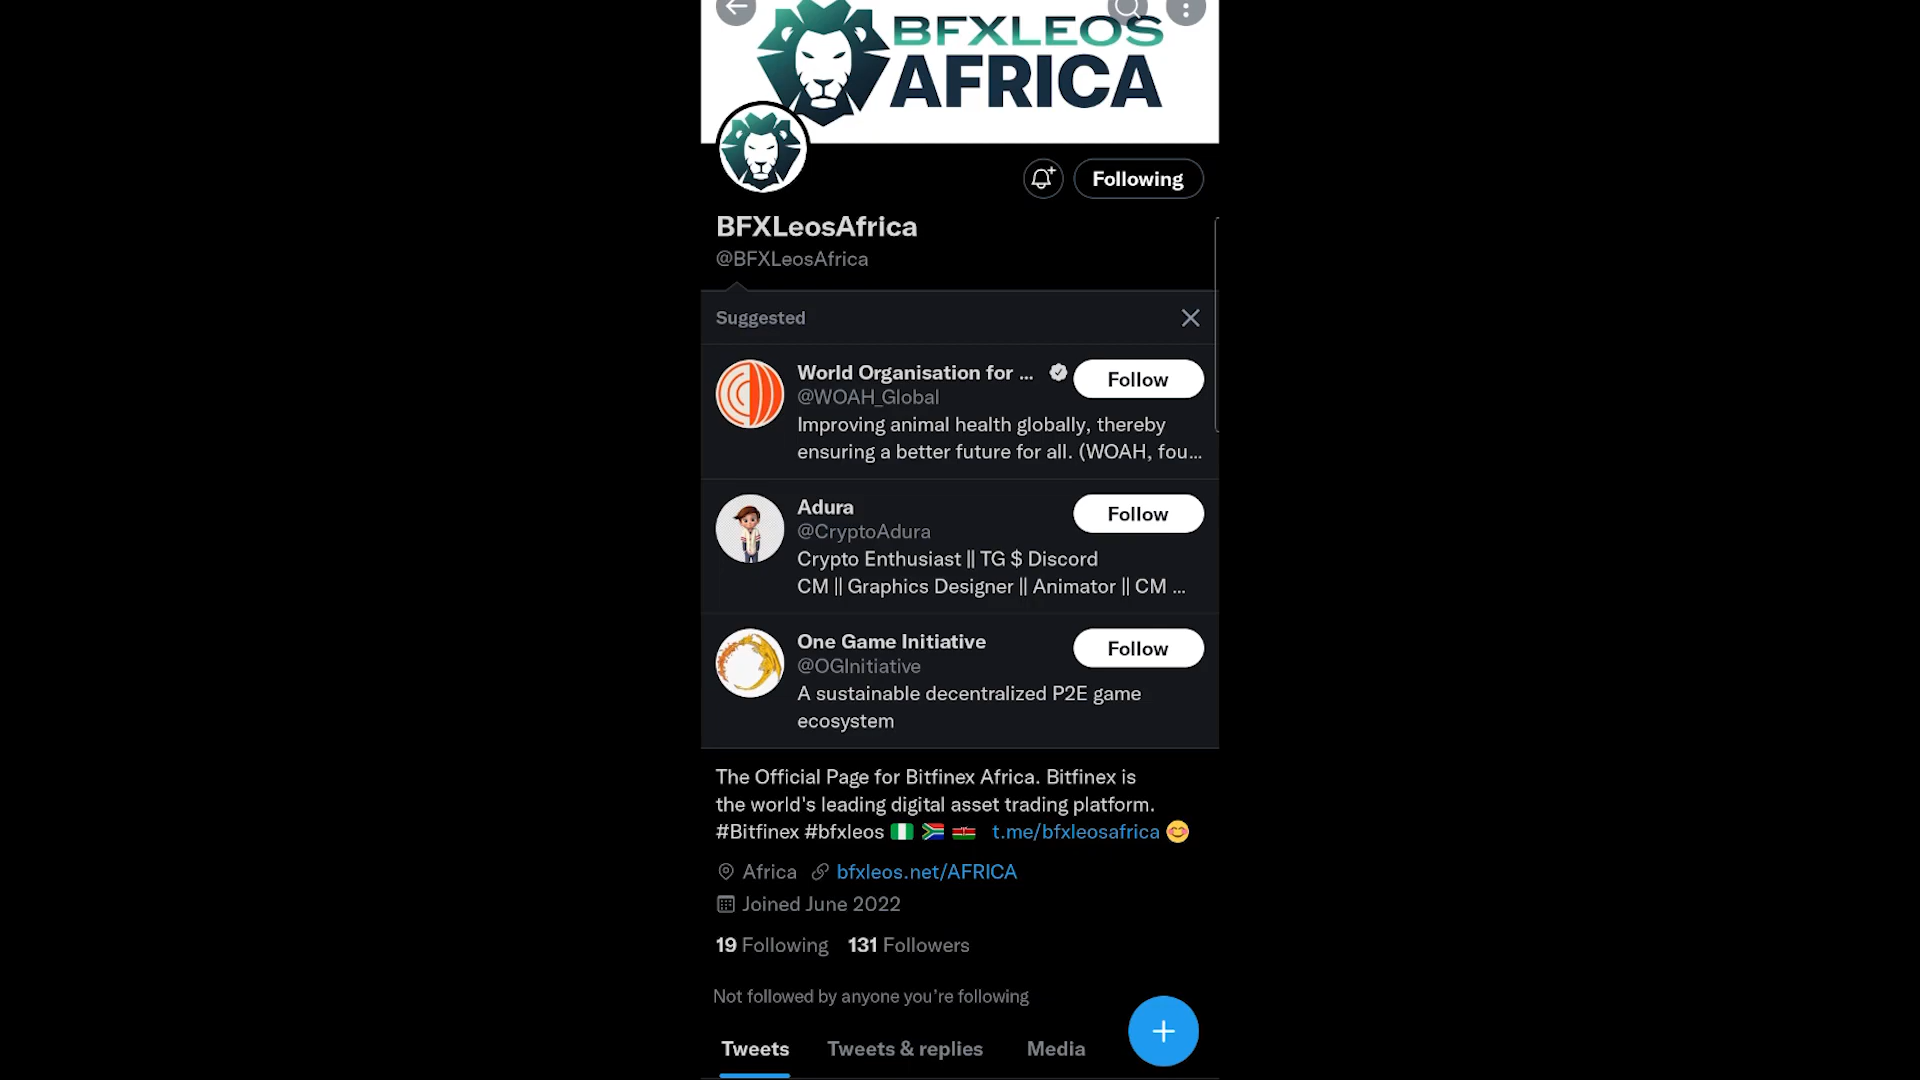 BFXLEOS
AFRICA
Following
BFXLeosAfrica
@BFXLeosAfrica
Suggested
World Organisation for ...
Follow
@WOAH_Global
Improving animal health globally, thereby
ensuring a better future for all. (WOAH, fou...
Adura
Follow
@CryptoAdura
Crypto Enthusiast || TG $ Discord
CM || Graphics Designer || Animator || CM ...
One Game Initiative
Follow
@OGInitiative
A sustainable decentralized P2E game
ecosystem
The Official Page for Bitfinex Africa. Bitfinex is
the world's leading digital asset trading platform.
#Bitfinex #bfxleos 🇳🇬 🇿🇦 🇰🇪 t.me/bfxleosafrica 😊
Africa bfxleos.net/AFRICA
Joined June 2022
19 Following 131 Followers
Not followed by anyone you're following
Tweets Tweets & replies Media